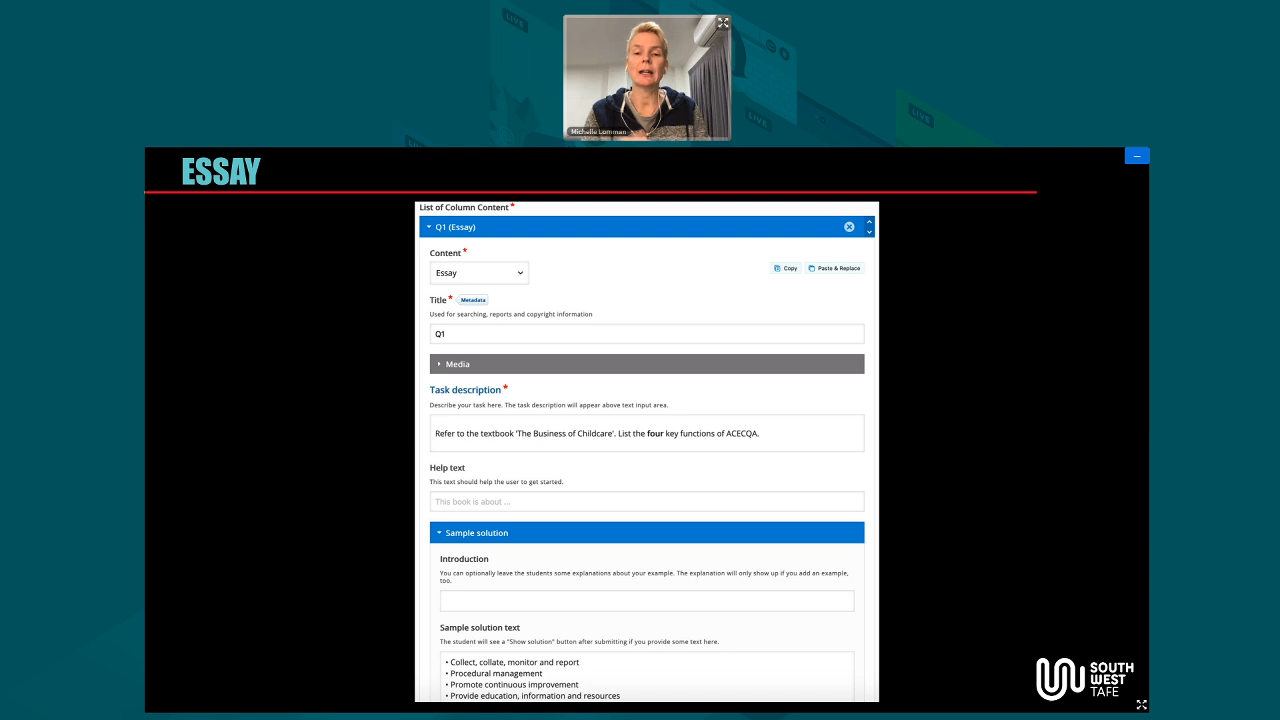 LIVE
Michelle Lomman
LIVE
LIVE
ESSAY
List of Column Content *
Q1 (Essay)
Content *
Essay
Copy
Paste & Replace
Title * Metadata
Used for searching, reports and copyright information
Q1
Media
Task description *
Describe your task here. The task description will appear above text input area.
Refer to the textbook 'The Business of Childcare'. List the four key functions of ACECQA.
Help text
This text should help the user to get started.
This book is about ...
Sample solution
Introduction
You can optionally leave the students some explanations about your example. The explanation will only show up if you add an example,
too.
Sample solution text
The student will see a "Show solution" button after submitting if you provide some text here.
• Collect, collate, monitor and report
• Procedural management
• Promote continuous improvement
• Provide education, information and resources
SOUTH
WEST
TAFE